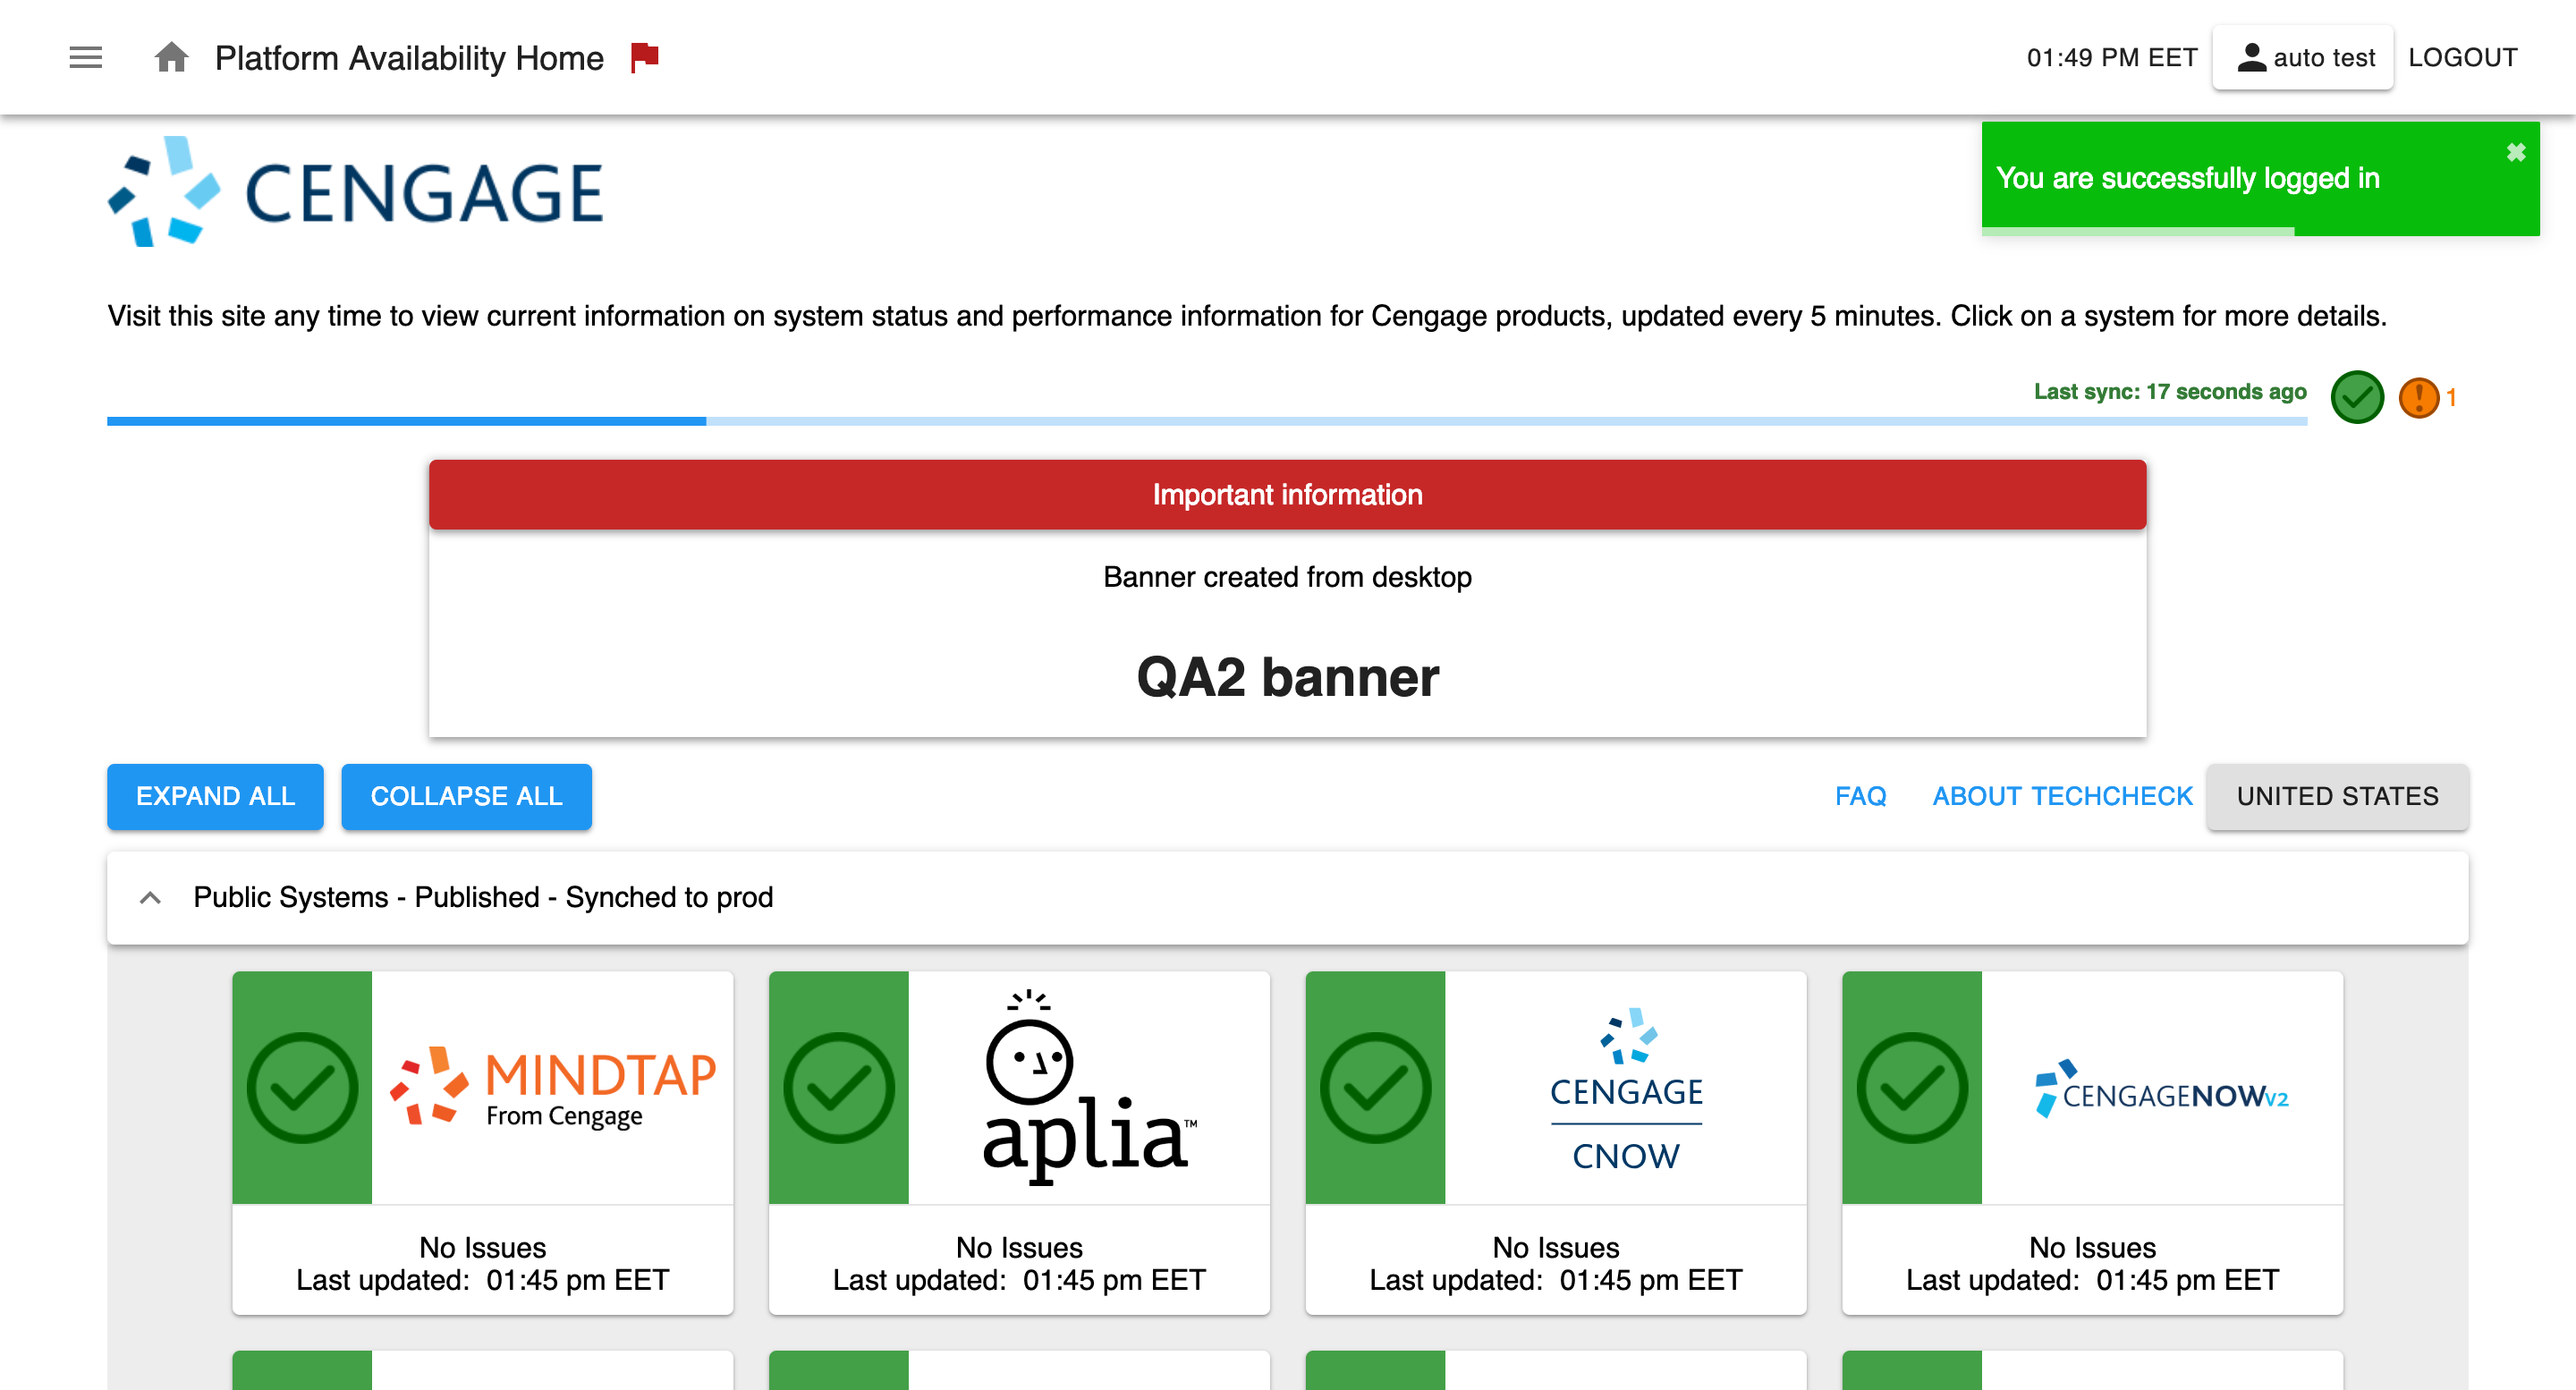 Platform Availability Home
01:49 PM EET
auto test
LOGOUT
CENGAGE
You are successfully logged in
Visit this site any time to view current information on system status and performance information for Cengage products, updated every 5 minutes. Click on a system for more details.
Last sync: 17 seconds ago
1
Important information
Banner created from desktop
QA2 banner
EXPAND ALL
COLLAPSE ALL
FAQ
ABOUT TECHCHECK
UNITED STATES
Public Systems - Published - Synched to prod
MINDTAP
From Cengage
No Issues
Last updated: 01:45 pm EET
aplia™
No Issues
Last updated: 01:45 pm EET
CENGAGE
CNOW
No Issues
Last updated: 01:45 pm EET
CENGAGENOWv2
No Issues
Last updated: 01:45 pm EET